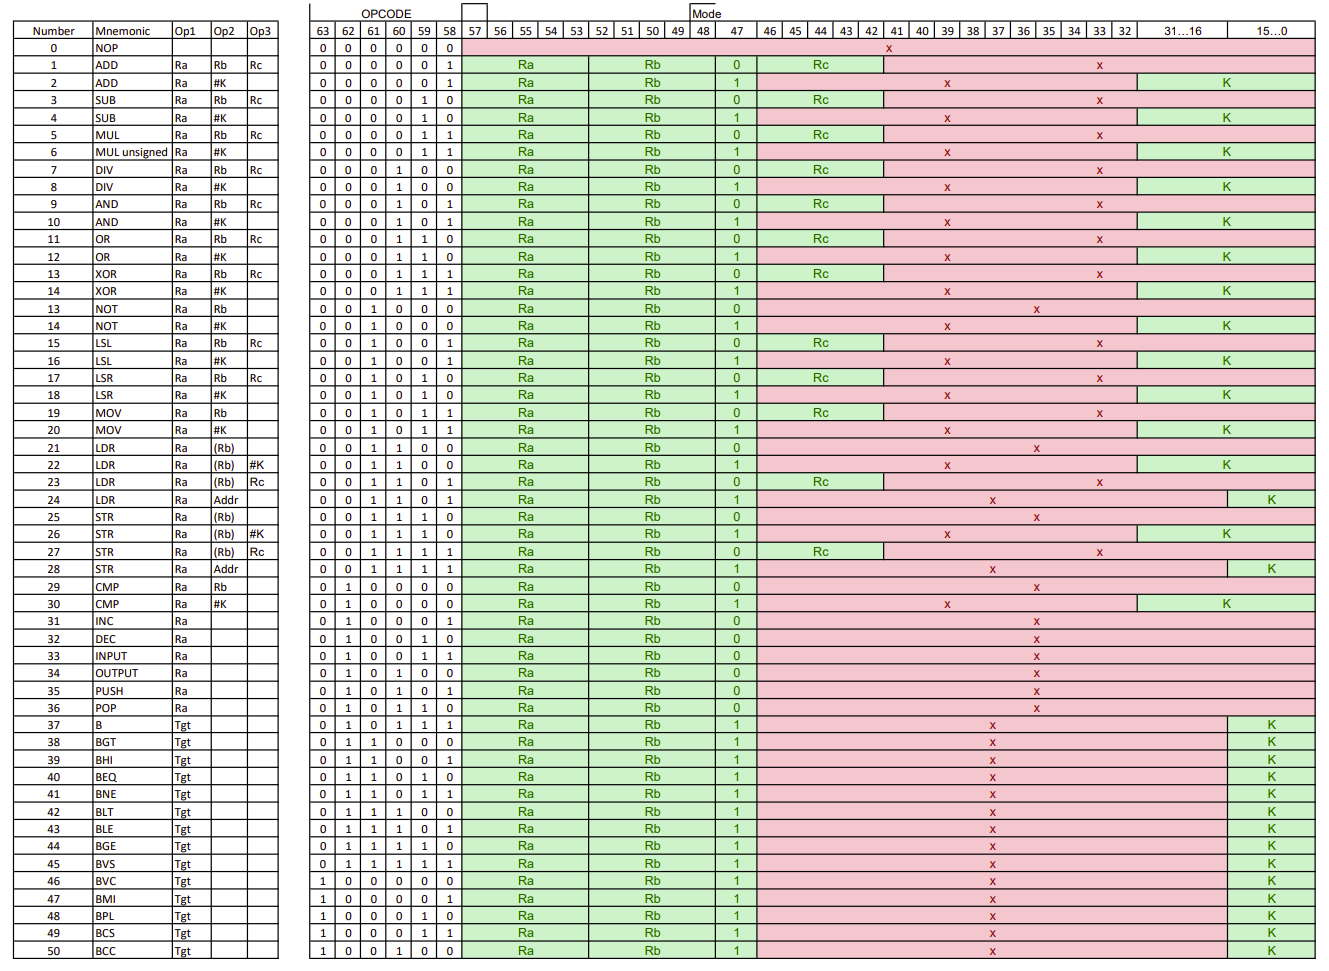 OPCODE Mode
Number Mnemonic Op1 Op2 Op3 63 62 61 60 59 58 57 56 55 54 53 52 51 50 49 48 47 46 45 44 43 42 41 40 39 38 37 36 35 34 33 32 31...16 15...0
0 NOP 0 0 0 0 0 0 x
1 ADD Ra Rb Rc 0 0 0 0 0 1 Ra Rb 0 Rc x
2 ADD Ra #K 0 0 0 0 0 1 Ra Rb 1 x K
3 SUB Ra Rb Rc 0 0 0 0 1 0 Ra Rb 0 Rc x
4 SUB Ra #K 0 0 0 0 1 0 Ra Rb 1 x K
5 MUL Ra Rb Rc 0 0 0 0 1 1 Ra Rb 0 Rc x
6 MUL unsigned Ra #K 0 0 0 0 1 1 Ra Rb 1 x K
7 DIV Ra Rb Rc 0 0 0 1 0 0 Ra Rb 0 Rc x
8 DIV Ra #K 0 0 0 1 0 0 Ra Rb 1 x K
9 AND Ra Rb Rc 0 0 0 1 0 1 Ra Rb 0 Rc x
10 AND Ra #K 0 0 0 1 0 1 Ra Rb 1 x K
11 OR Ra Rb Rc 0 0 0 1 1 0 Ra Rb 0 Rc x
12 OR Ra #K 0 0 0 1 1 0 Ra Rb 1 x K
13 XOR Ra Rb Rc 0 0 0 1 1 1 Ra Rb 0 Rc x
14 XOR Ra #K 0 0 0 1 1 1 Ra Rb 1 x K
13 NOT Ra Rb 0 0 1 0 0 0 Ra Rb 0 x
14 NOT Ra #K 0 0 1 0 0 0 Ra Rb 1 x K
15 LSL Ra Rb Rc 0 0 1 0 0 1 Ra Rb 0 Rc x
16 LSL Ra #K 0 0 1 0 0 1 Ra Rb 1 x K
17 LSR Ra Rb Rc 0 0 1 0 1 0 Ra Rb 0 Rc x
18 LSR Ra #K 0 0 1 0 1 0 Ra Rb 1 x K
19 MOV Ra Rb 0 0 1 0 1 1 Ra Rb 0 Rc x
20 MOV Ra #K 0 0 1 0 1 1 Ra Rb 1 x K
21 LDR Ra (Rb) 0 0 1 1 0 0 Ra Rb 0 x
22 LDR Ra (Rb) #K 0 0 1 1 0 0 Ra Rb 1 x K
23 LDR Ra (Rb) Rc 0 0 1 1 0 1 Ra Rb 0 Rc x
24 LDR Ra Addr 0 0 1 1 0 1 Ra Rb 1 x K
25 STR Ra (Rb) 0 0 1 1 1 0 Ra Rb 0 x
26 STR Ra (Rb) #K 0 0 1 1 1 0 Ra Rb 1 x K
27 STR Ra (Rb) Rc 0 0 1 1 1 1 Ra Rb 0 Rc x
28 STR Ra Addr 0 0 1 1 1 1 Ra Rb 1 x K
29 CMP Ra Rb 0 1 0 0 0 0 Ra Rb 0 x
30 CMP Ra #K 0 1 0 0 0 0 Ra Rb 1 x K
31 INC Ra 0 1 0 0 0 1 Ra Rb 0 x
32 DEC Ra 0 1 0 0 1 0 Ra Rb 0 x
33 INPUT Ra 0 1 0 0 1 1 Ra Rb 0 x
34 OUTPUT Ra 0 1 0 1 0 0 Ra Rb 0 x
35 PUSH Ra 0 1 0 1 0 1 Ra Rb 0 x
36 POP Ra 0 1 0 1 1 0 Ra Rb 0 x
37 B Tgt 0 1 0 1 1 1 Ra Rb 1 x K
38 BGT Tgt 0 1 1 0 0 0 Ra Rb 1 x K
39 BHI Tgt 0 1 1 0 0 1 Ra Rb 1 x K
40 BEQ Tgt 0 1 1 0 1 0 Ra Rb 1 x K
41 BNE Tgt 0 1 1 0 1 1 Ra Rb 1 x K
42 BLT Tgt 0 1 1 1 0 0 Ra Rb 1 x K
43 BLE Tgt 0 1 1 1 0 1 Ra Rb 1 x K
44 BGE Tgt 0 1 1 1 1 0 Ra Rb 1 x K
45 BVS Tgt 0 1 1 1 1 1 Ra Rb 1 x K
46 BVC Tgt 1 0 0 0 0 0 Ra Rb 1 x K
47 BMI Tgt 1 0 0 0 0 1 Ra Rb 1 x K
48 BPL Tgt 1 0 0 0 1 0 Ra Rb 1 x K
49 BCS Tgt 1 0 0 0 1 1 Ra Rb 1 x K
50 BCC Tgt 1 0 0 1 0 0 Ra Rb 1 x K